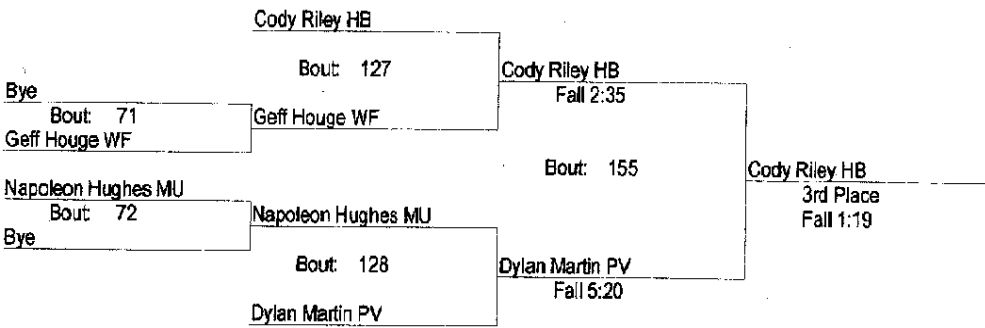 Cody Riley HB
Bout: 127
Cody Riley HB
Fall 2:35
Bye
Bout: 71
Geff Houge WF
Geff Houge WF
Bout: 155
Cody Riley HB
3rd Place
Fall 1:19
Napoleon Hughes MU
Bout: 72
Napoleon Hughes MU
Bye
Bout: 128
Dylan Martin PV
Fall 5:20
Dylan Martin PV